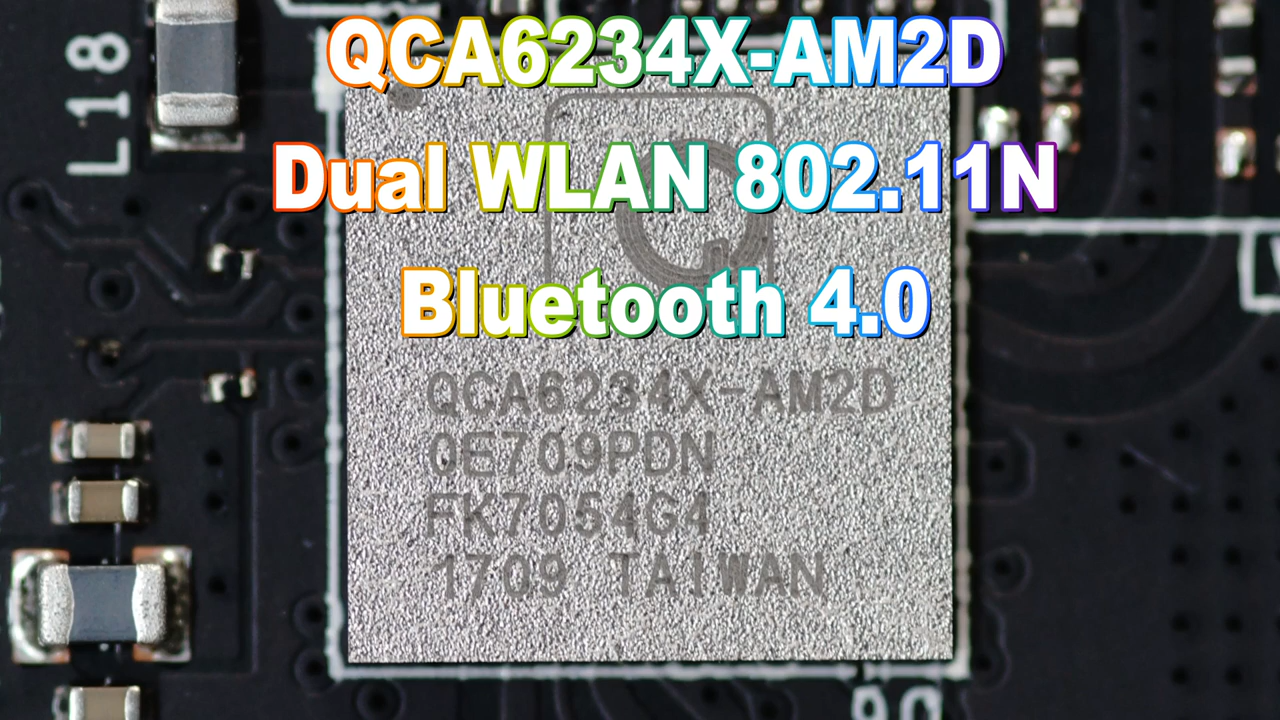 QCA6234X-AM2D
Dual WLAN 802.11N
Bluetooth 4.0
L18
QCA6234X-AM2D
0E709PDN
FK7054G4
1709 TAIWAN